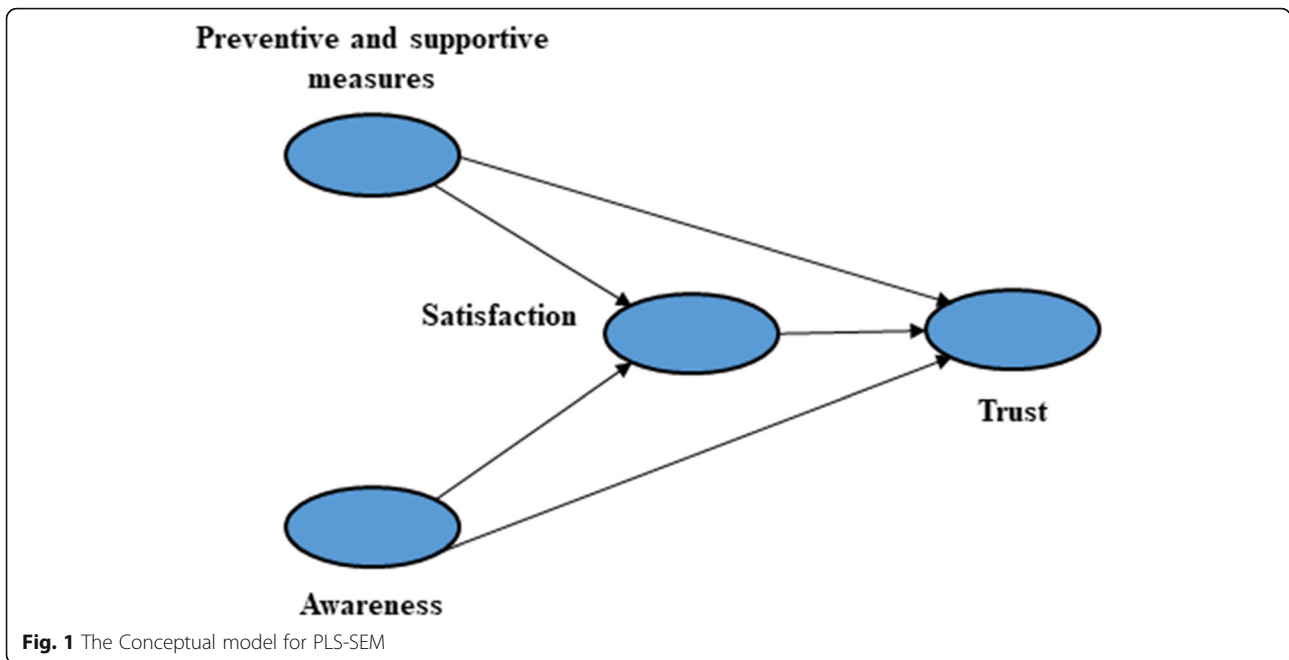 Preventive and supportive
measures
Satisfaction
Trust
Awareness
Fig. 1 The Conceptual model for PLS-SEM